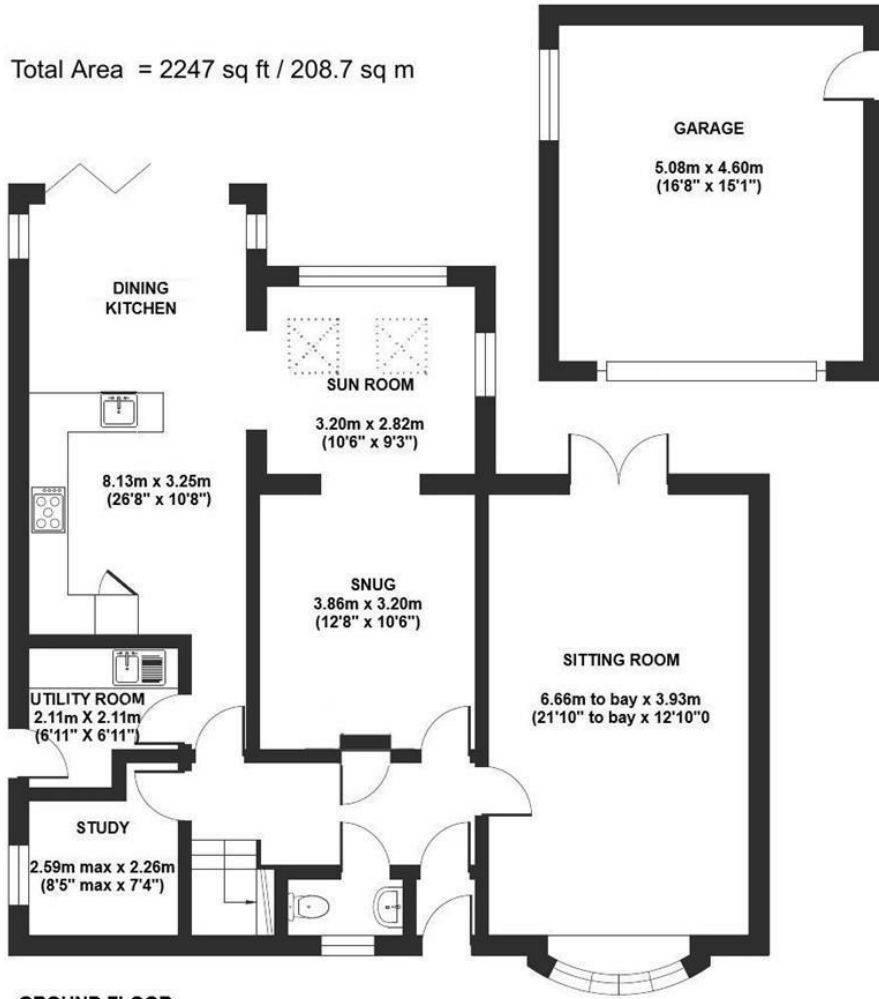 Total Area = 2247 sq ft / 208.7 sq m
GARAGE
5.08m x 4.60m
(16'8" x 15'1")
DINING
KITCHEN
SUN ROOM
3.20m x 2.82m
(10'6" x 9'3")
8.13m x 3.25m
(26'8" x 10'8")
SNUG
3.86m x 3.20m
(12'8" x 10'6")
SITTING ROOM
6.66m to bay x 3.93m
(21'10" to bay x 12'10"0
UTILITY ROOM
2.11m X 2.11m
(6'11" X 6'11")
STUDY
2.59m max x 2.26m
(8'5" max x 7'4")
GROUND FLOOR